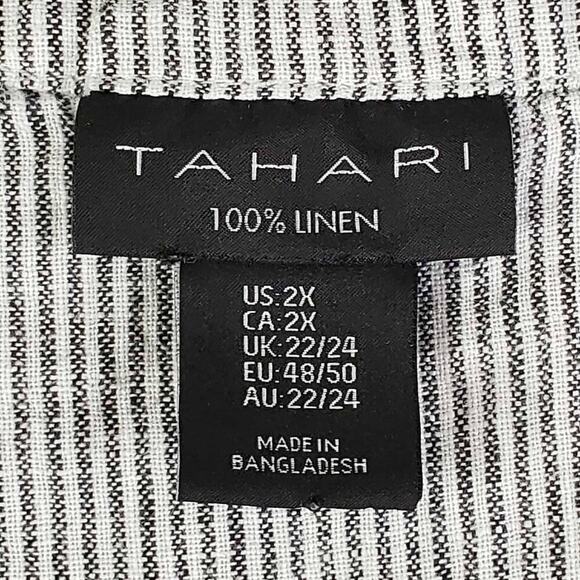 TAHARI
100% LINEN
US:2X
CA:2X
UK:22/24
EU:48/50
AU:22/24
MADE IN
BANGLADESH